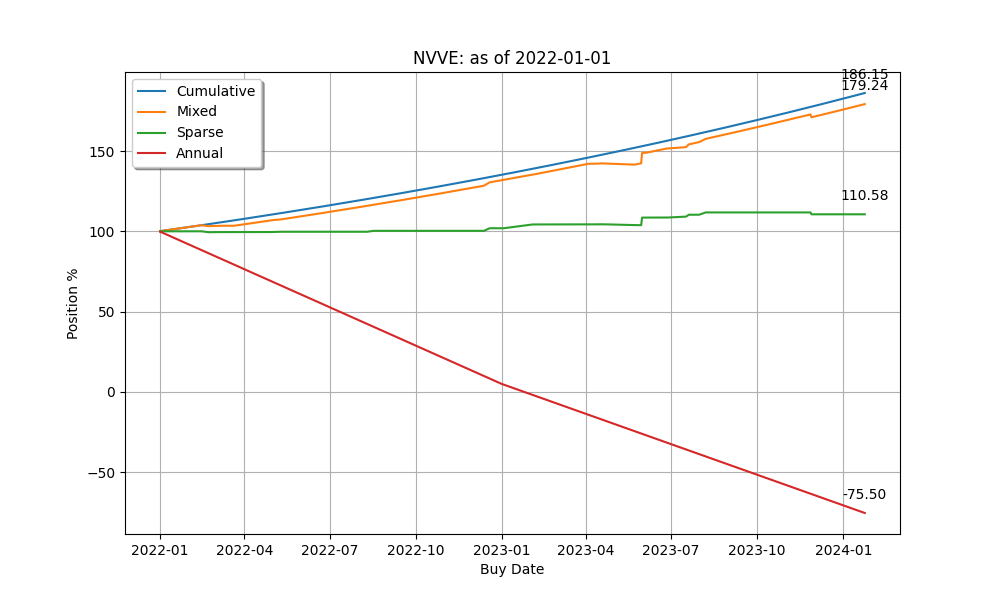 NVVE: as of 2022-01-01
Cumulative
Mixed
Sparse
Annual
186.15
179.24
110.58
-75.50
150
100
50
0
−50
Position %
2022-01 2022-04 2022-07 2022-10 2023-01 2023-04 2023-07 2023-10 2024-01
Buy Date